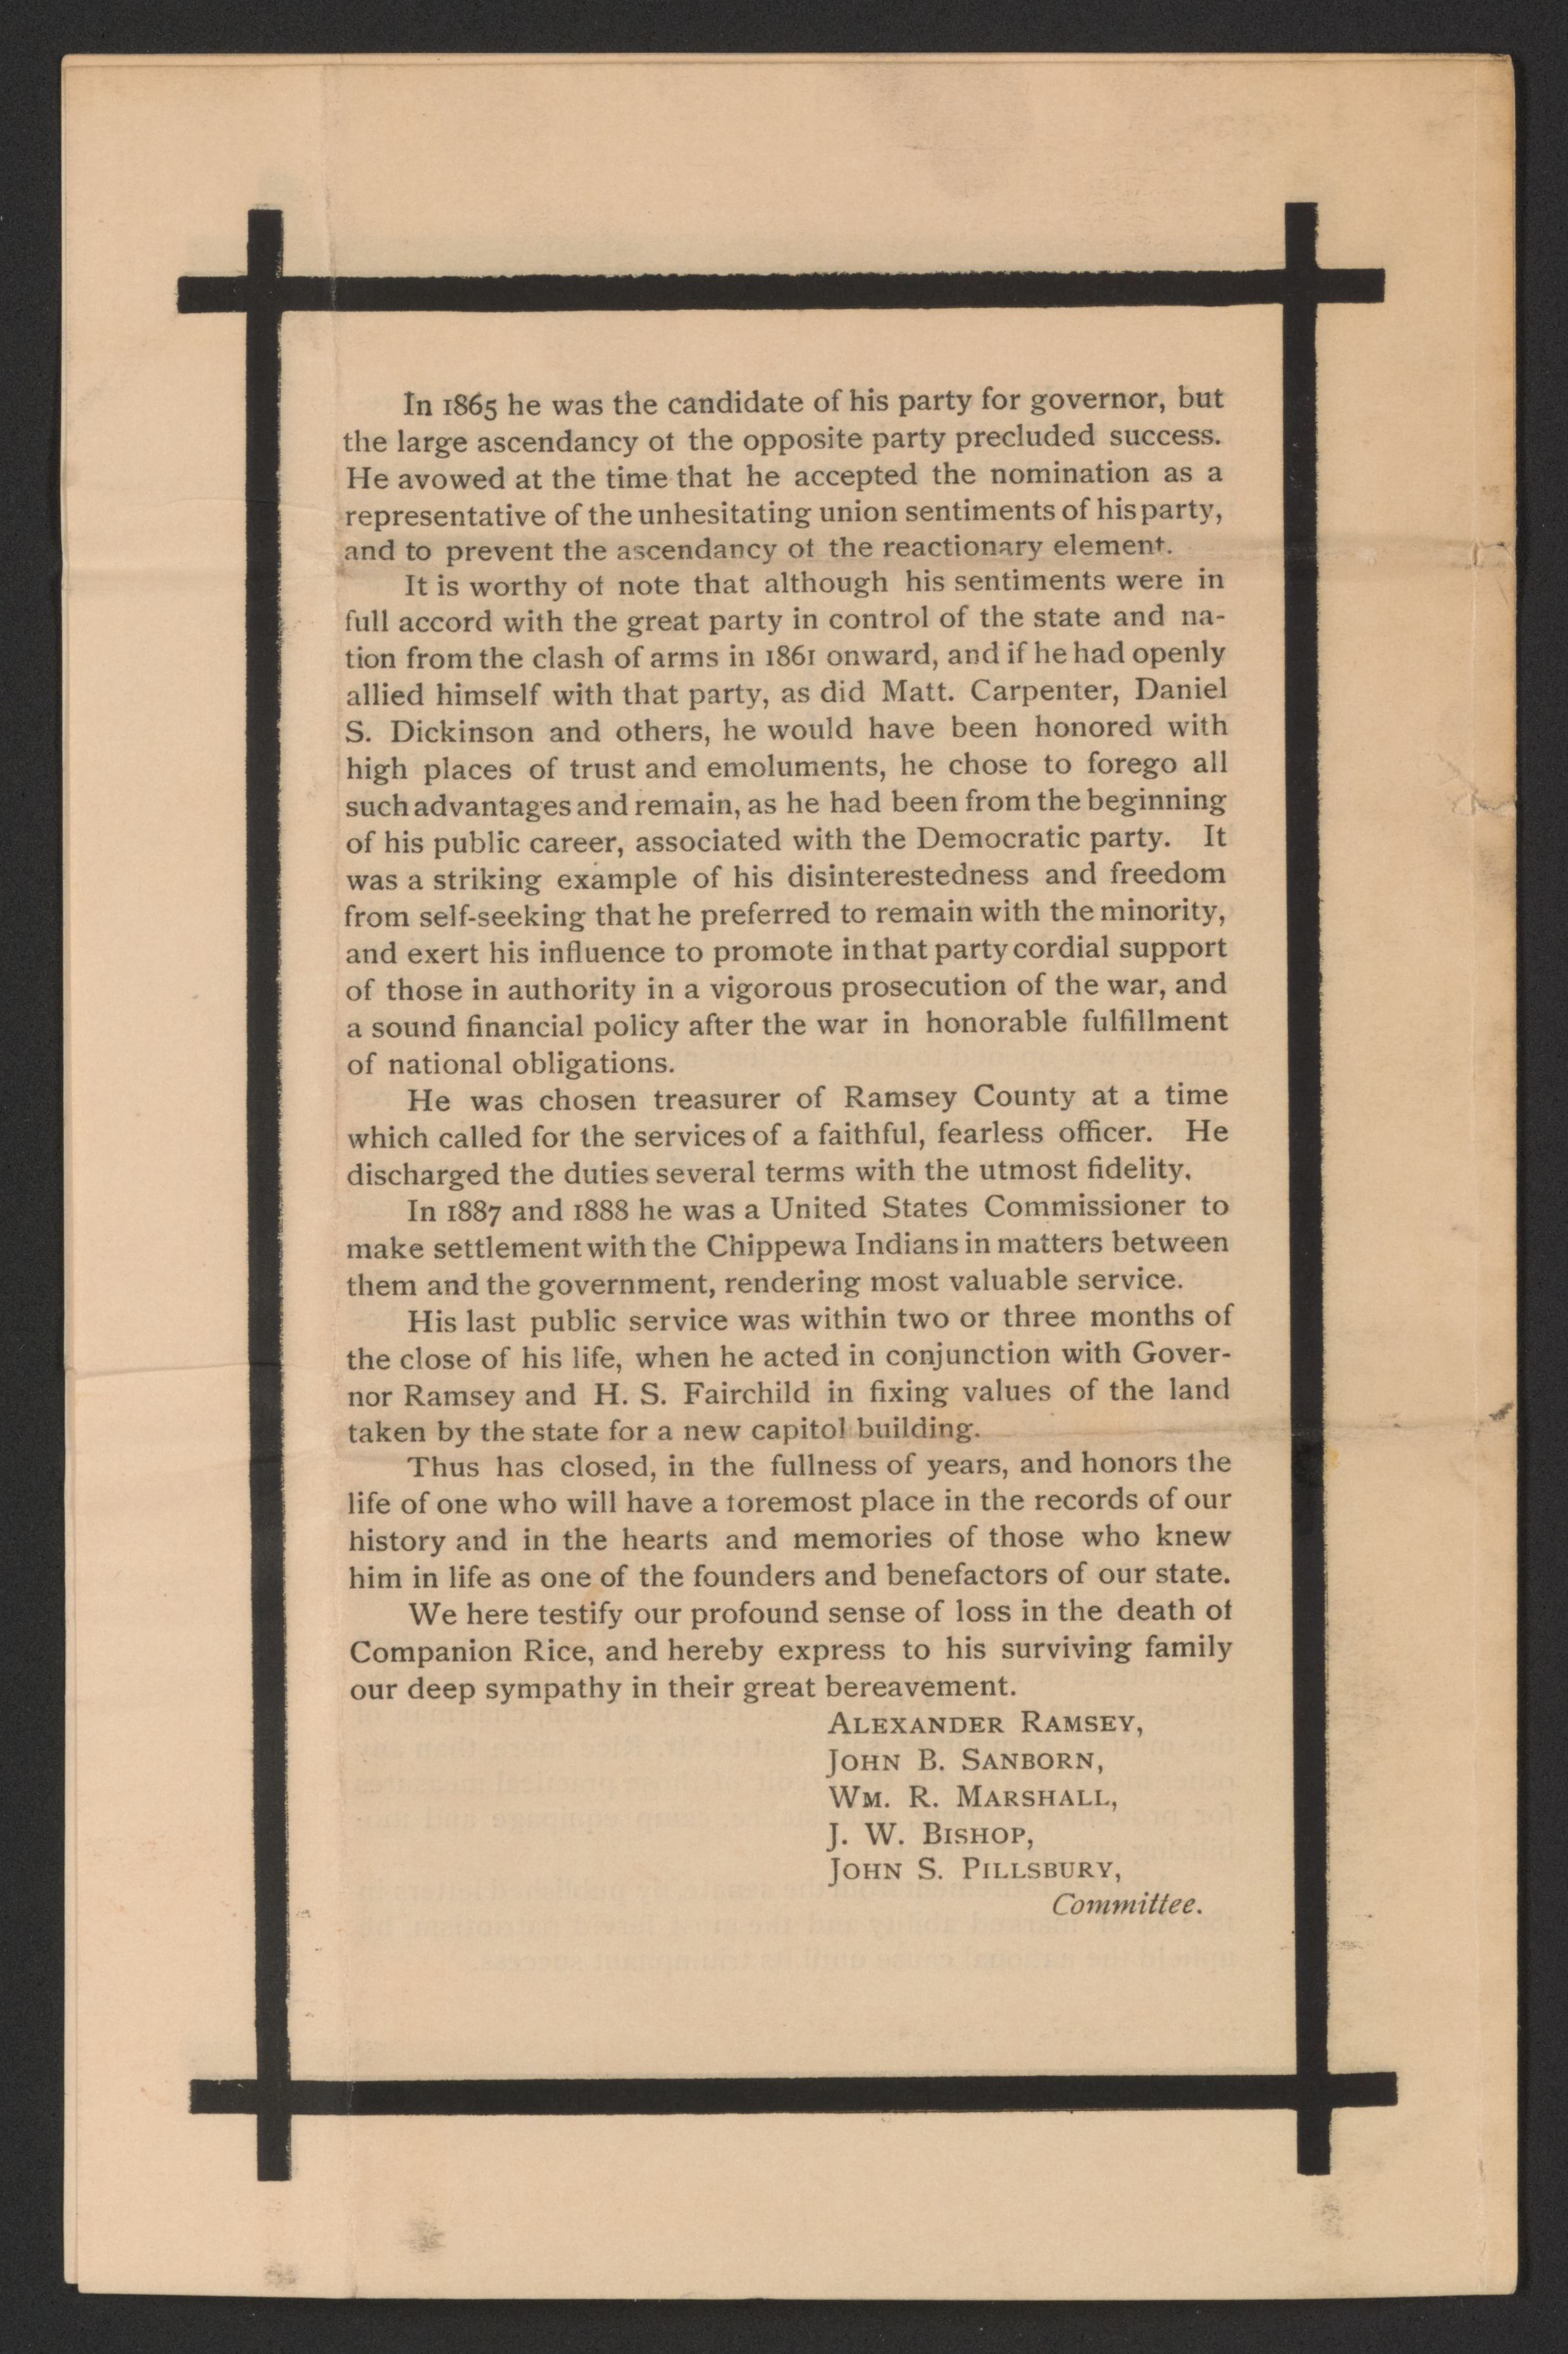 In 1865 he was the candidate of his party for governor, but
the large ascendancy of the opposite party precluded success.
He avowed at the time that he accepted the nomination as a
representative of the unhesitating union sentiments of his party,
and to prevent the ascendancy of the reactionary element.
It is worthy of note that although his sentiments were in
full accord with the great party in control of the state and na-
tion from the clash of arms in 1861 onward, and if he had openly
allied himself with that party, as did Matt. Carpenter, Daniel
S. Dickinson and others, he would have been honored with
high places of trust and emoluments, he chose to forego all
such advantages and remain, as he had been from the beginning
of his public career, associated with the Democratic party. It
was a striking example of his disinterestedness and freedom
from self-seeking that he preferred to remain with the minority,
and exert his influence to promote in that party cordial support
of those in authority in a vigorous prosecution of the war, and
a sound financial policy after the war in honorable fulfillment
of national obligations.
He was chosen treasurer of Ramsey County at a time
which called for the services of a faithful, fearless officer. He
discharged the duties several terms with the utmost fidelity.
In 1887 and 1888 he was a United States Commissioner to
make settlement with the Chippewa Indians in matters between
them and the government, rendering most valuable service.
His last public service was within two or three months of
the close of his life, when he acted in conjunction with Gover-
nor Ramsey and H. S. Fairchild in fixing values of the land
taken by the state for a new capitol building.
Thus has closed, in the fullness of years, and honors the
life of one who will have a foremost place in the records of our
history and in the hearts and memories of those who knew
him in life as one of the founders and benefactors of our state.
We here testify our profound sense of loss in the death of
Companion Rice, and hereby express to his surviving family
our deep sympathy in their great bereavement.
ALEXANDER RAMSEY,
JOHN B. SANBORN,
WM. R. MARSHALL,
J. W. BISHOP,
JOHN S. PILLSBURY,
Committee.